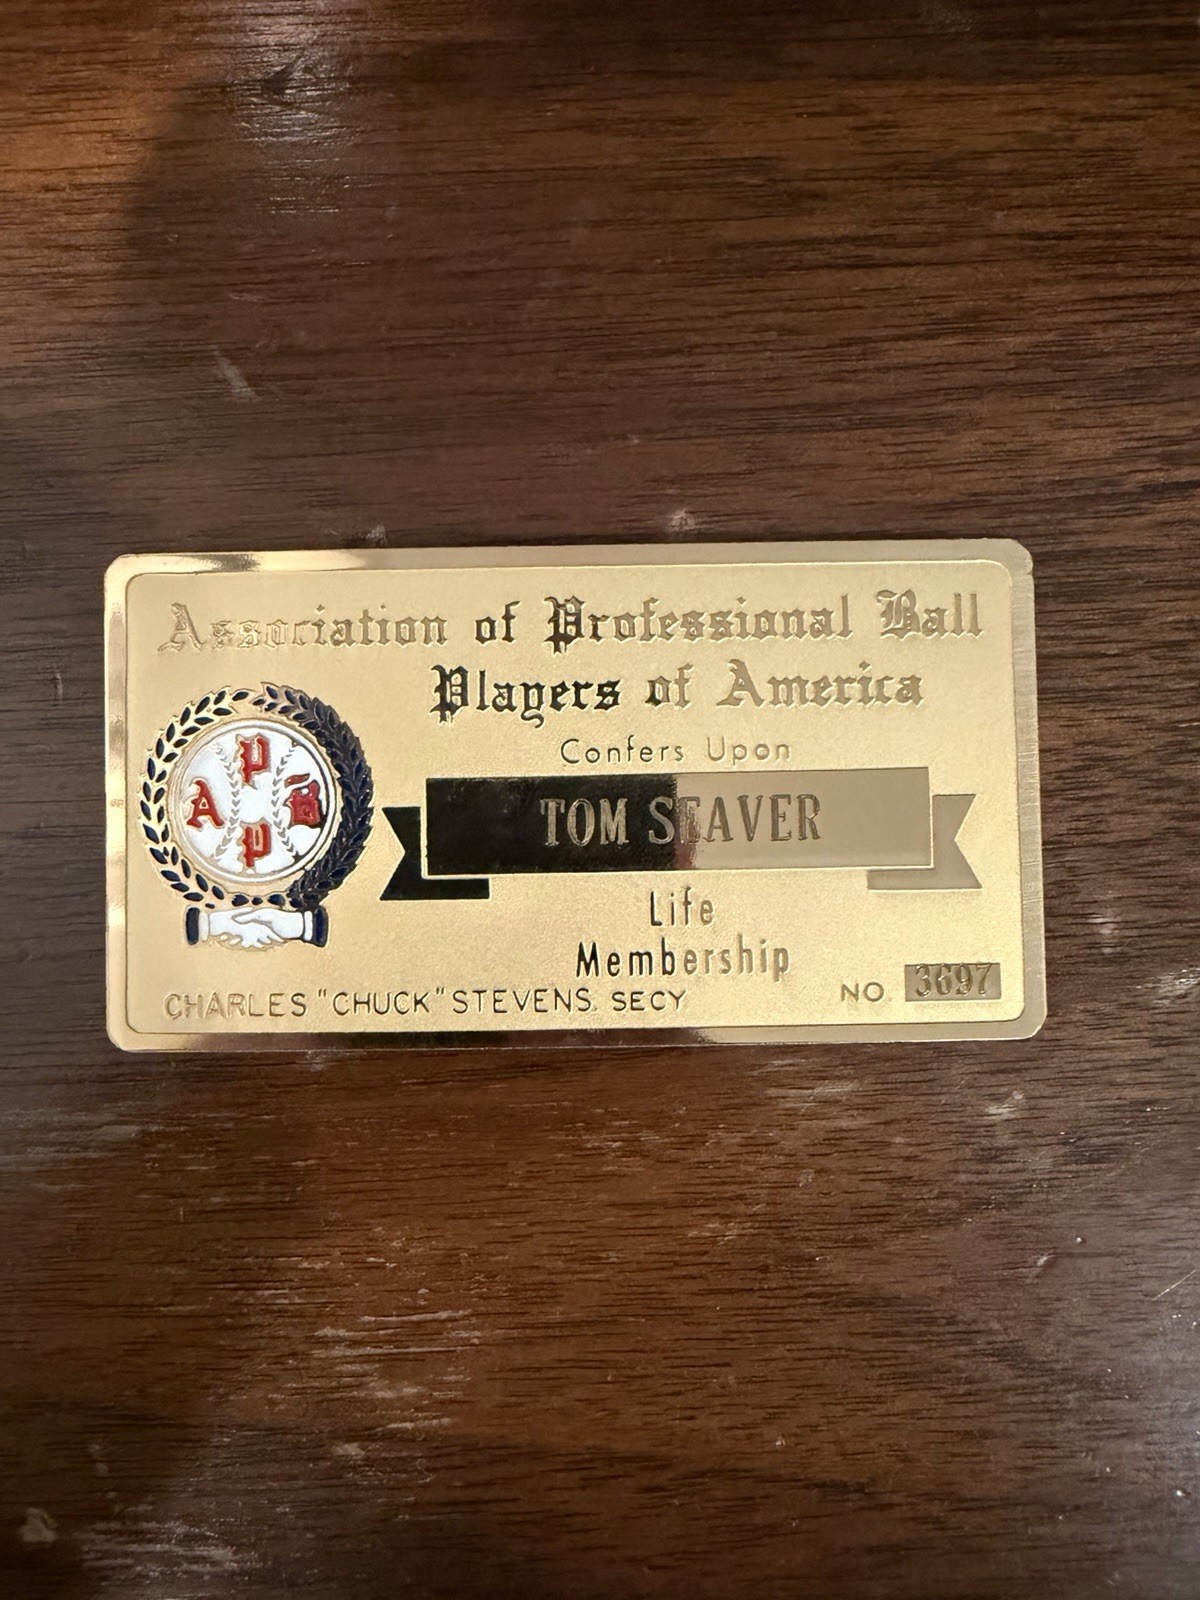 Association of Professional Ball
Players of America
Confers Upon
TOM SEAVER
Life
Membership
CHARLES "CHUCK" STEVENS. SECY
NO. 3697
P
A B
P